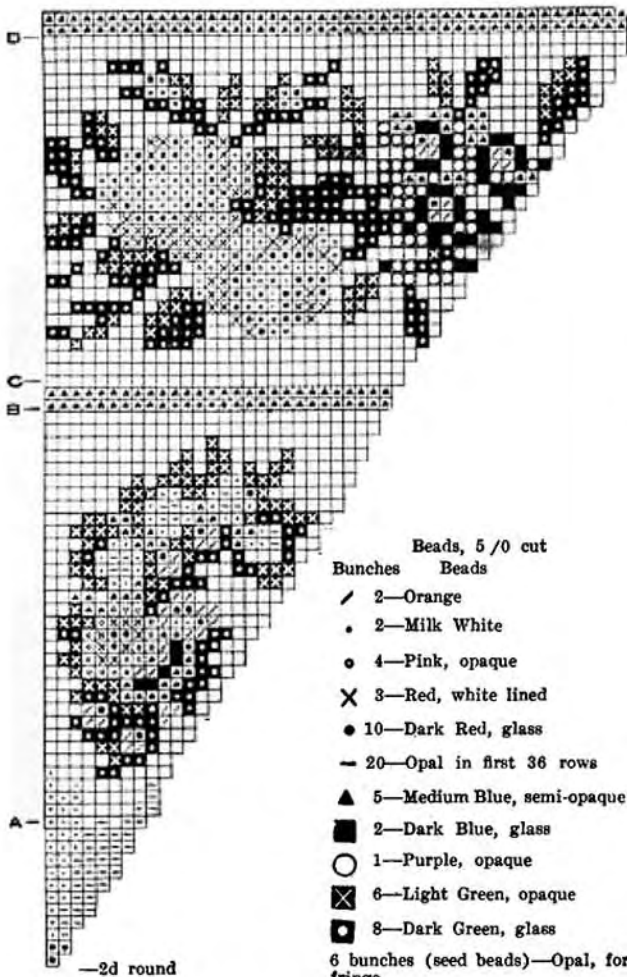 D
C
B
Beads, 5/0 cut
Bunches Beads
2—Orange
2—Milk White
4—Pink, opaque
3—Red, white lined
10—Dark Red, glass
20—Opal in first 36 rows
5—Medium Blue, semi-opaque
A
2—Dark Blue, glass
1—Purple, opaque
6—Light Green, opaque
8—Dark Green, glass
6 bunches (seed beads)—Opal, for
fringe
—2d round